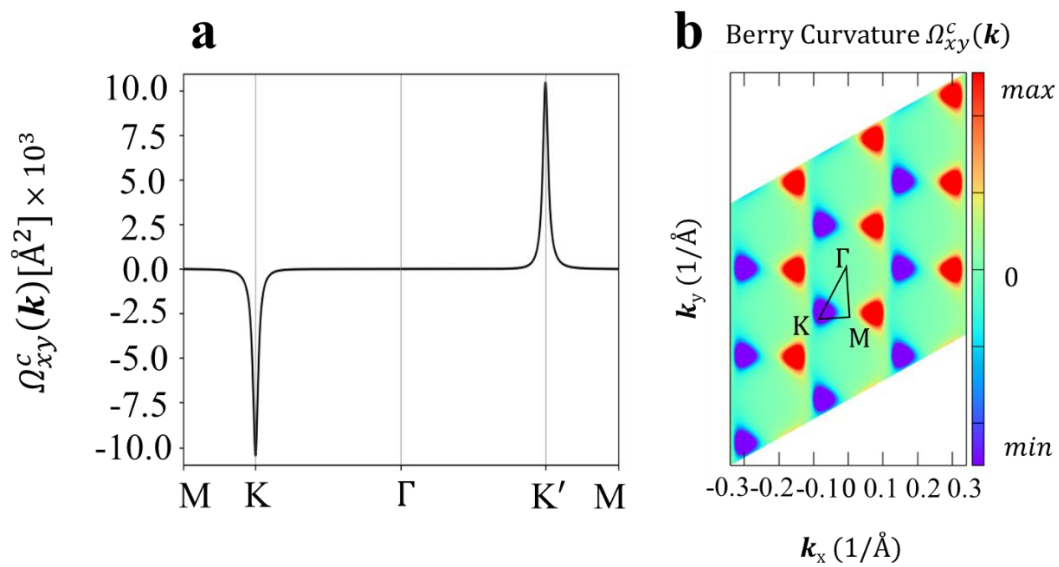 a
b Berry Curvature Ωᶜₓᵧ(𝒌)
Ωᶜₓᵧ(𝒌)[Å²] × 10³
10.0
7.5
5.0
2.5
0.0
-2.5
-5.0
-7.5
-10.0
M K Γ K′ M
𝒌y (1/Å)
Γ
K
M
max
0
min
-0.3 -0.2 -0.10 0.1 0.2 0.3
𝒌x (1/Å)